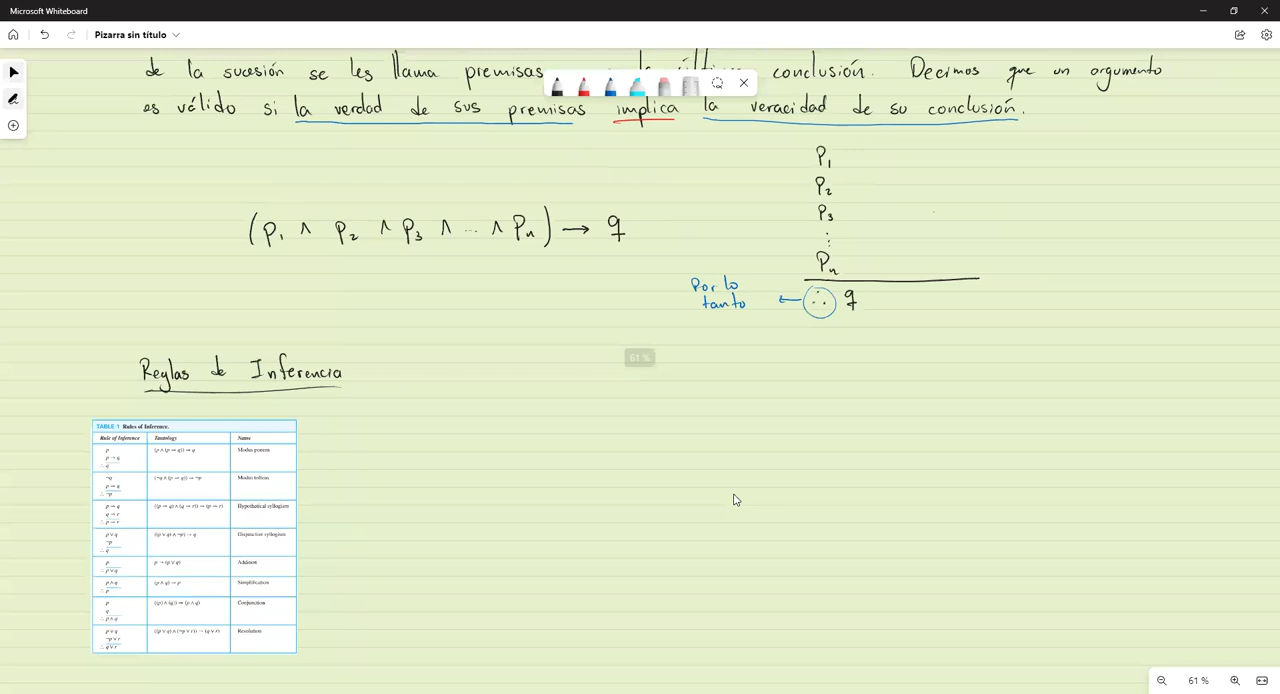 Microsoft Whiteboard
Pizarra sin título
de la sucesión se les llama premisas conclusión. Decimos que un argumento
es válido si la verdad de sus premisas implica la veracidad de su conclusión.
P₁
P₂
P₃
⋮
Pₙ
∴ q
(P₁ ∧ P₂ ∧ P₃ ∧ ... ∧ Pₙ) → q
Por lo
tanto
←
61 %
Reglas de Inferencia
TABLE 1 Rules of Inference.
Rule of Inference Tautology Name
p
p → q
∴ q
(p ∧ (p → q)) → q
Modus ponens
¬q
p → q
∴ ¬p
(¬q ∧ (p → q)) → ¬p
Modus tollens
p → q
q → r
∴ p → r
((p → q) ∧ (q → r)) → (p → r)
Hypothetical syllogism
p ∨ q
¬p
∴ q
((p ∨ q) ∧ ¬p) → q
Disjunctive syllogism
p
∴ p ∨ q
p → (p ∨ q)
Addition
p ∧ q
∴ p
(p ∧ q) → p
Simplification
p
q
∴ p ∧ q
((p) ∧ (q)) → (p ∧ q)
Conjunction
p ∨ q
¬p ∨ r
∴ q ∨ r
((p ∨ q) ∧ (¬p ∨ r)) → (q ∨ r)
Resolution
61 %